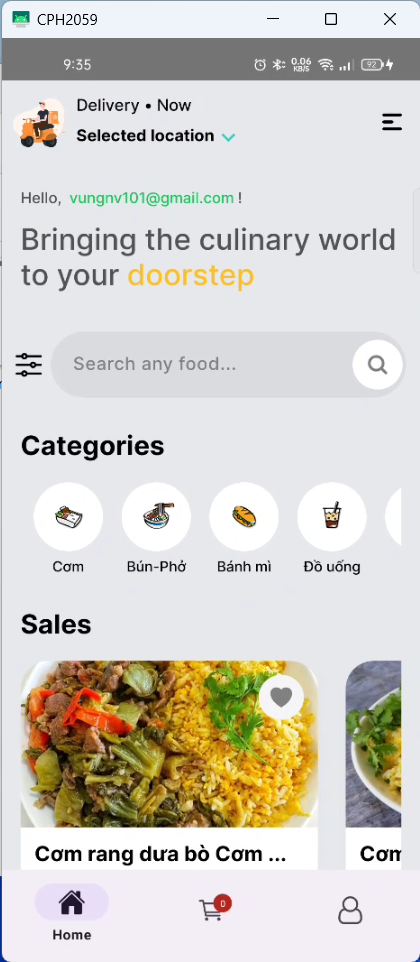 CPH2059
9:35
0.06
KB/S
92
Delivery • Now
Selected location
Hello, vungnv101@gmail.com !
Bringing the culinary world
to your doorstep
Search any food...
Categories
Cơm
Bún-Phở
Bánh mì
Đồ uống
Sales
Cơm rang dưa bò Cơm ...
Cơm
0
Home